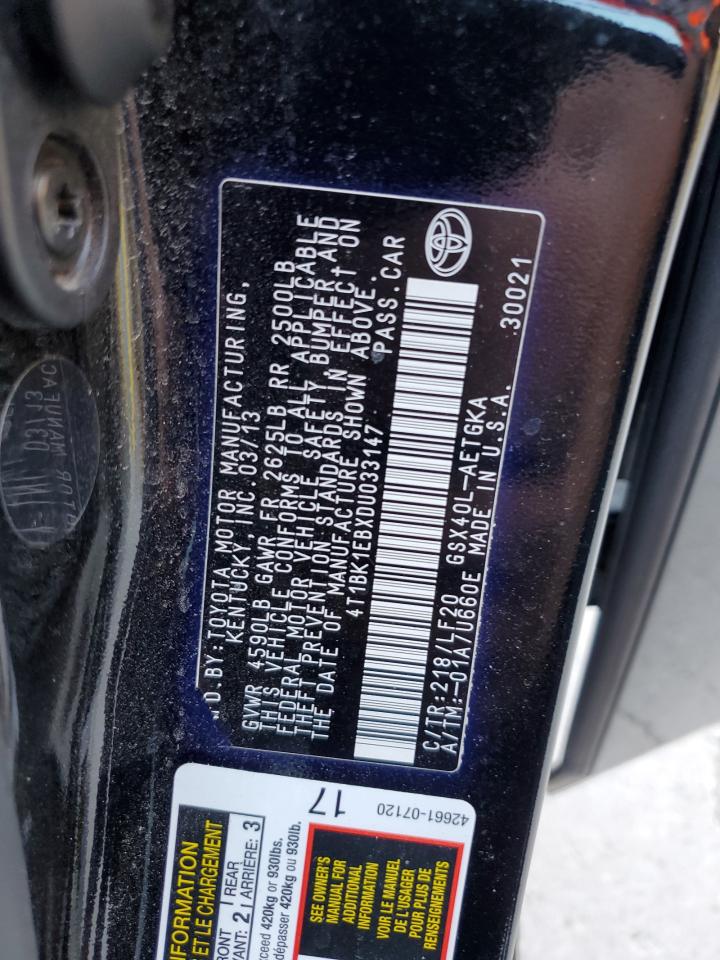 MFD.BY:TOYOTA MOTOR MANUFACTURING,
KENTUCKY, INC.03/13
GVWR 4590LB GAWR FR 2625LB RR 2500LB
THIS VEHICLE CONFORMS TO ALL APPLICABLE
FEDERAL MOTOR VEHICLE SAFETY BUMPER,AND
THEFT PREVENTION STANDARDS IN EFFECT ON
THE DATE OF MANUFACTURE SHOWN ABOVE.
4T1BK1EBXDU033147 PASS.CAR
C/TR:218/LF20 GSX40L-AETGKA
A/TM:-01A/U660E MADE IN U.S.A. 30021
03/13
17
42661-07120
INFORMATION
ET LE CHARGEMENT
FRONT
AVANT: 2
REAR
ARRIÈRE: 3
exceed 420kg or 930lbs.
dépasser 420kg ou 930lb.
SEE OWNER'S
MANUAL FOR
ADDITIONAL
INFORMATION
VOIR LE MANUEL
DE L'USAGER
POUR PLUS DE
RENSEIGNEMENTS